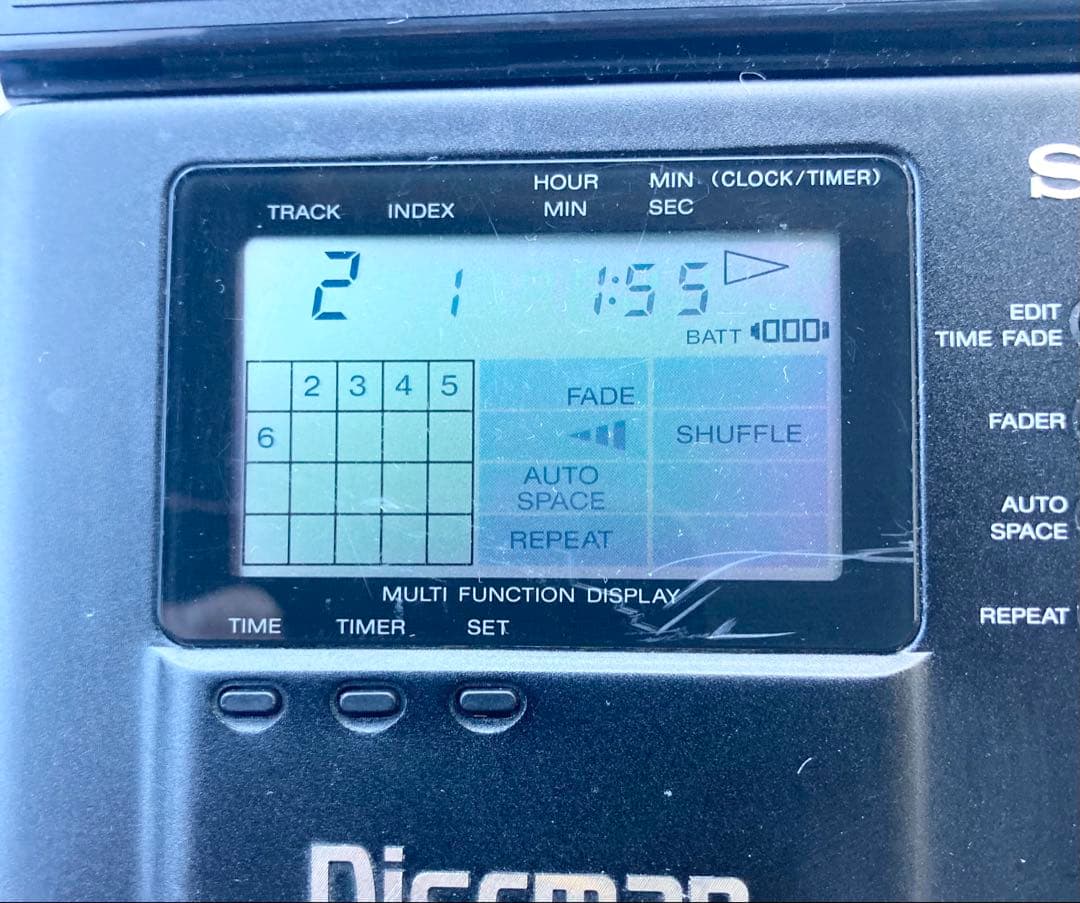 HOUR MIN (CLOCK/TIMER)
TRACK INDEX MIN SEC
2 1 1:55
BATT
2 3 4 5
6
FADE
SHUFFLE
AUTO
SPACE
REPEAT
MULTI FUNCTION DISPLAY
TIME TIMER SET
S
EDIT
TIME FADE
FADER
AUTO
SPACE
REPEAT
Discman